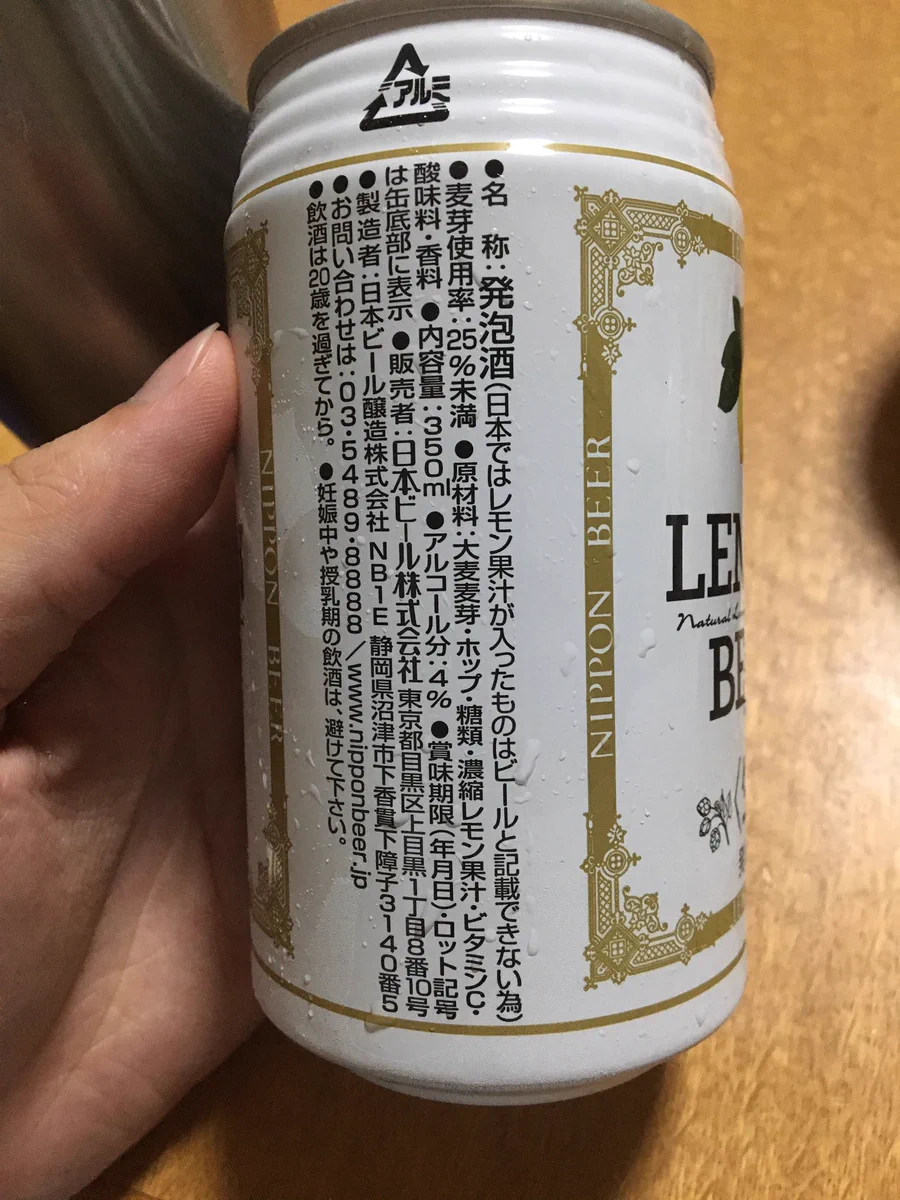 アルミ
●名 称:発泡酒(日本ではレモン果汁が入ったものはビールと記載できない為)
●麦芽使用率:25%未満 ●原材料:大麦麦芽・ホップ・糖類・濃縮レモン果汁・ビタミンC・
酸味料・香料 ●内容量:350ml ●アルコール分:4% ●賞味期限(年月日)・ロット記号
は缶底部に表示 ●販売者:日本ビール株式会社 東京都目黒区上目黒1丁目8番10号
●製造者:日本ビール醸造株式会社 NB1E 静岡県沼津市下香貫下障子3140番5
●お問い合わせは:03-5489-8888/www.nipponbeer.jp
●飲酒は20歳を過ぎてから。●妊娠中や授乳期の飲酒は、避けて下さい。
NIPPON BEER
NIPPON BEER
LE
Natural
BE